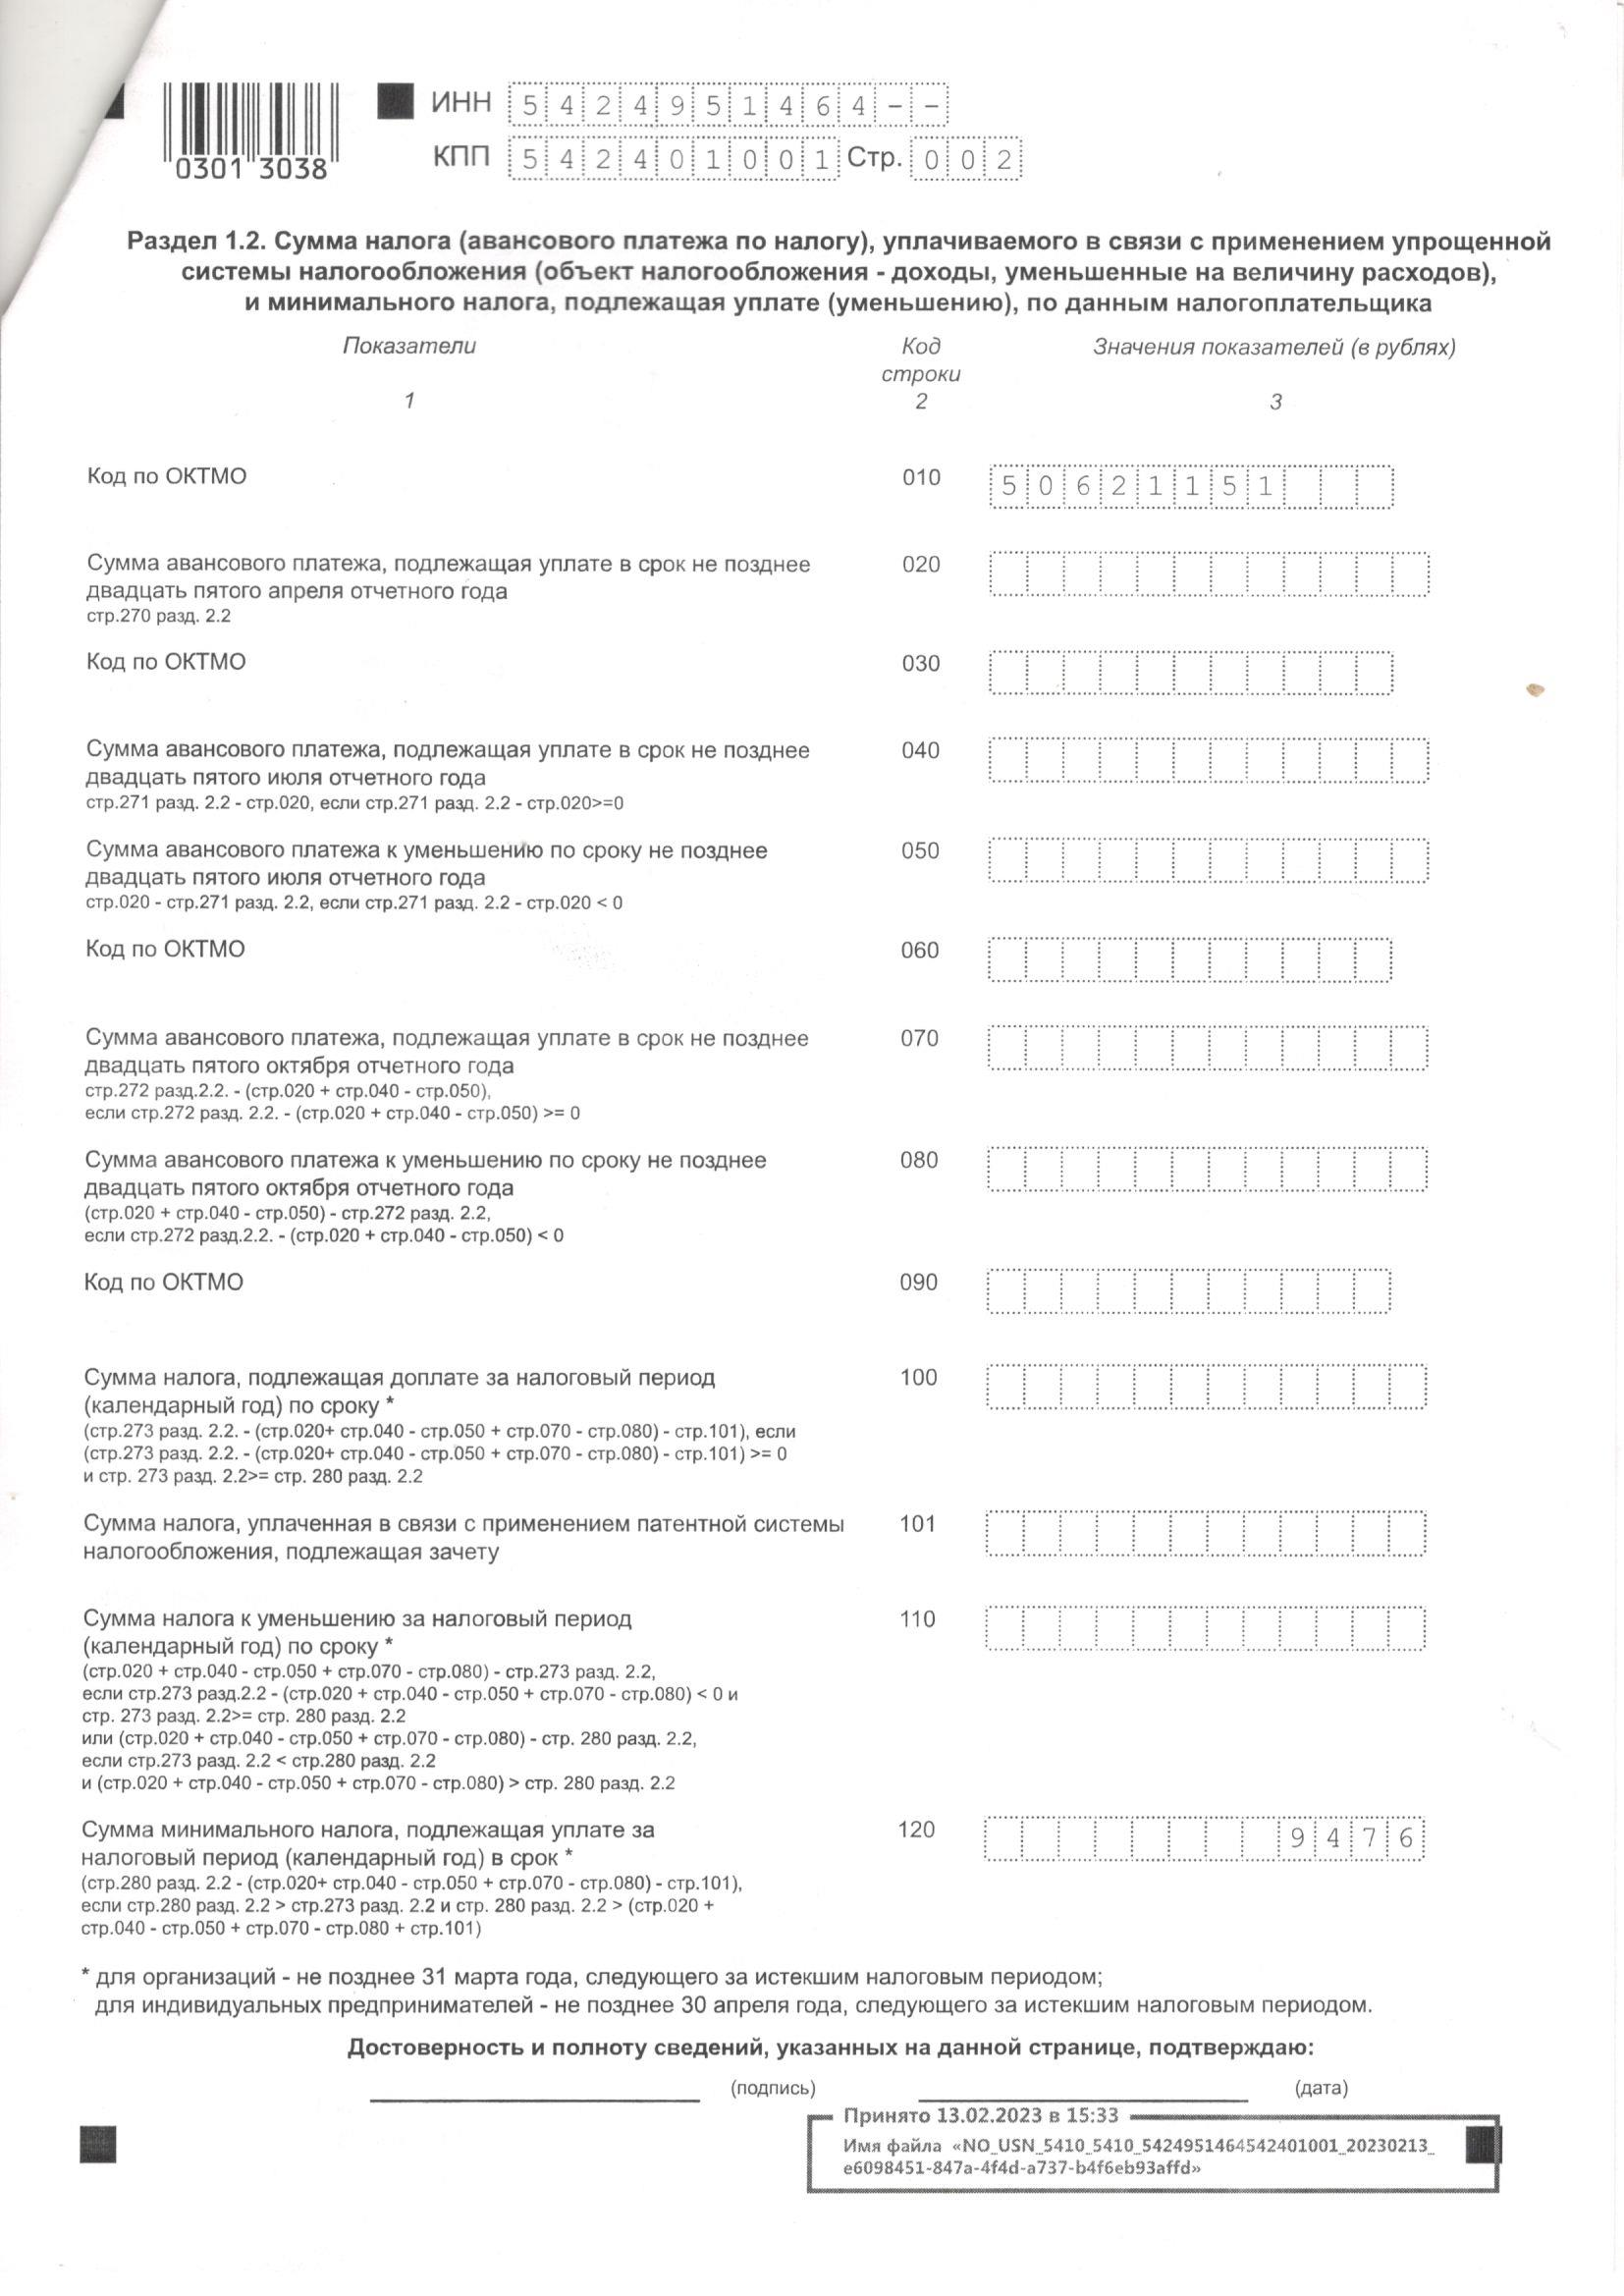 ИНН 5424951464--
0301 3038
КПП 542401001 Стр. 002
Раздел 1.2. Сумма налога (авансового платежа по налогу), уплачиваемого в связи с применением упрощенной
системы налогообложения (объект налогообложения - доходы, уменьшенные на величину расходов),
и минимального налога, подлежащая уплате (уменьшению), по данным налогоплательщика
Показатели Код Значения показателей (в рублях)
строки
1 2 3
Код по ОКТМО 010 50621151
Сумма авансового платежа, подлежащая уплате в срок не позднее 020
двадцать пятого апреля отчетного года
стр.270 разд. 2.2
Код по ОКТМО 030
Сумма авансового платежа, подлежащая уплате в срок не позднее 040
двадцать пятого июля отчетного года
стр.271 разд. 2.2 - стр.020, если стр.271 разд. 2.2 - стр.020>=0
Сумма авансового платежа к уменьшению по сроку не позднее 050
двадцать пятого июля отчетного года
стр.020 - стр.271 разд. 2.2, если стр.271 разд. 2.2 - стр.020 < 0
Код по ОКТМО 060
Сумма авансового платежа, подлежащая уплате в срок не позднее 070
двадцать пятого октября отчетного года
стр.272 разд.2.2. - (стр.020 + стр.040 - стр.050),
если стр.272 разд. 2.2. - (стр.020 + стр.040 - стр.050) >= 0
Сумма авансового платежа к уменьшению по сроку не позднее 080
двадцать пятого октября отчетного года
(стр.020 + стр.040 - стр.050) - стр.272 разд. 2.2,
если стр.272 разд.2.2. - (стр.020 + стр.040 - стр.050) < 0
Код по ОКТМО 090
Сумма налога, подлежащая доплате за налоговый период 100
(календарный год) по сроку *
(стр.273 разд. 2.2. - (стр.020+ стр.040 - стр.050 + стр.070 - стр.080) - стр.101), если
(стр.273 разд. 2.2. - (стр.020+ стр.040 - стр.050 + стр.070 - стр.080) - стр.101) >= 0
и стр. 273 разд. 2.2>= стр. 280 разд. 2.2
Сумма налога, уплаченная в связи с применением патентной системы 101
налогообложения, подлежащая зачету
Сумма налога к уменьшению за налоговый период 110
(календарный год) по сроку *
(стр.020 + стр.040 - стр.050 + стр.070 - стр.080) - стр.273 разд. 2.2,
если стр.273 разд.2.2 - (стр.020 + стр.040 - стр.050 + стр.070 - стр.080) < 0 и
стр. 273 разд. 2.2>= стр. 280 разд. 2.2
или (стр.020 + стр.040 - стр.050 + стр.070 - стр.080) - стр. 280 разд. 2.2,
если стр.273 разд. 2.2 < стр.280 разд. 2.2
и (стр.020 + стр.040 - стр.050 + стр.070 - стр.080) > стр. 280 разд. 2.2
Сумма минимального налога, подлежащая уплате за 120 9476
налоговый период (календарный год) в срок *
(стр.280 разд. 2.2 - (стр.020+ стр.040 - стр.050 + стр.070 - стр.080) - стр.101),
если стр.280 разд. 2.2 > стр.273 разд. 2.2 и стр. 280 разд. 2.2 > (стр.020 +
стр.040 - стр.050 + стр.070 - стр.080 + стр.101)
* для организаций - не позднее 31 марта года, следующего за истекшим налоговым периодом;
для индивидуальных предпринимателей - не позднее 30 апреля года, следующего за истекшим налоговым периодом.
Достоверность и полноту сведений, указанных на данной странице, подтверждаю:
(подпись) (дата)
Принято 13.02.2023 в 15:33
Имя файла «NO_USN_5410_5410_5424951464542401001_20230213_
e6098451-847a-4f4d-a737-b4f6eb93affd»